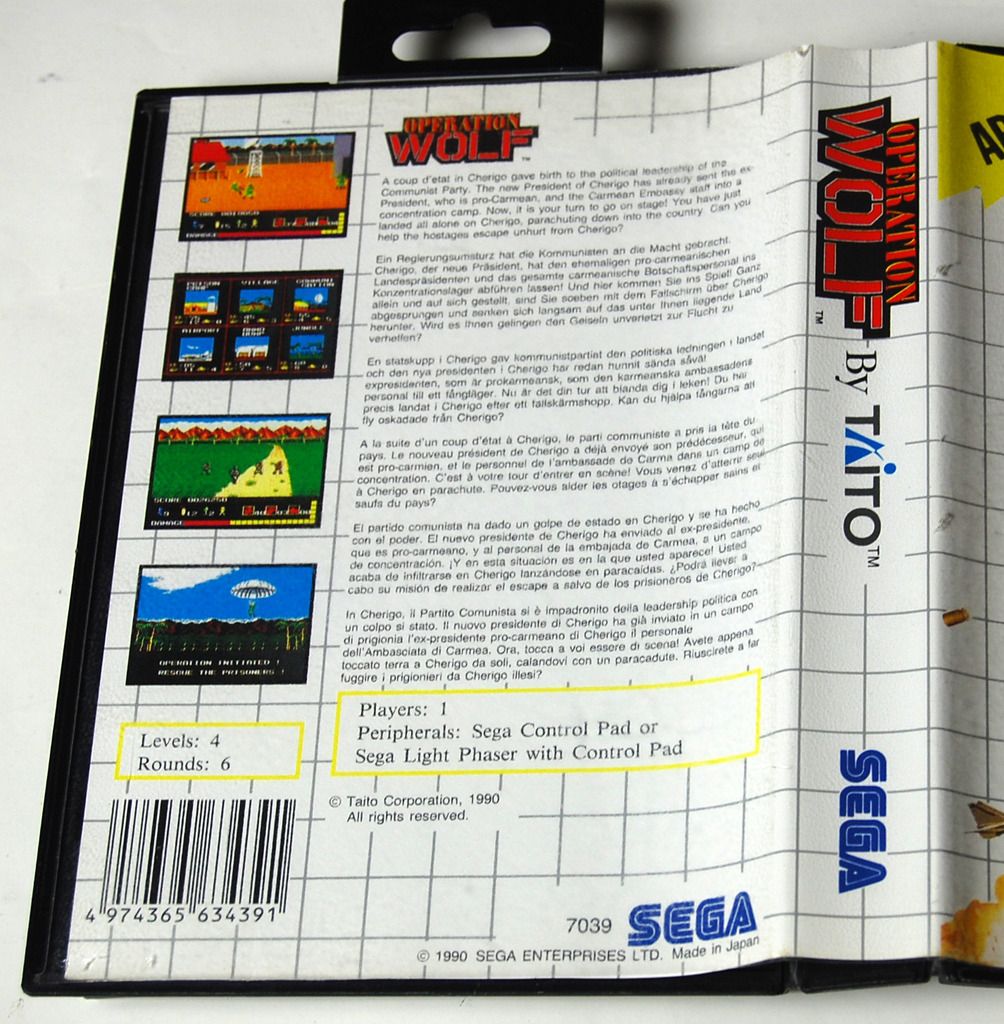 OPERATION
WOLF™
A coup d'etat in Cherigo gave birth to the political leadership of the
Communist Party. The new President of Cherigo has already sent the ex-
President, who is pro-Carmean, and the Carmean Embassy staff into a
concentration camp. Now, it is your turn to go on stage! You have just
landed all alone on Cherigo, parachuting down into the country. Can you
help the hostages escape unhurt from Cherigo?
Ein Regierungsumsturz hat die Kommunisten an die Macht gebracht.
Cherigo, der neue Präsident, hat den ehemaligen pro-carmeanischen
Landespräsidenten und das gesamte carmeanische Botschaftspersonal ins
Konzentrationslager abführen lassen! Und hier kommen Sie ins Spiel! Ganz
allein und auf sich gestellt, sind Sie soeben mit dem Fallschirm über Cherigo
abgesprungen und senken sich langsam auf das unter Ihnen liegende Land
herunter. Wird es Ihnen gelingen den Geiseln unverletzt zur Flucht zu
verhelfen?
En statskupp i Cherigo gav kommunistpartiat den politiska ledningen i landet
och den nya presidenten i Cherigo har redan hunnit sända såväl
expresidenten, som är prokarmeansk, som den karmeanska ambassadens
personal till ett fångläger. Nu är det din tur att blanda dig i leken! Du har
precis landat i Cherigo efter ett fallskärmshopp. Kan du hjälpa fångarna att
fly oskadade från Cherigo?
A la suite d'un coup d'état à Cherigo, le parti communiste a pris la tête du
pays. Le nouveau président de Cherigo a déjà envoyé son prédécesseur, qui
est pro-carmien, et le personnel de l'ambassade de Carma dans un camp de
concentration. C'est à votre tour d'entrer en scène! Vous venez d'atterrir seul
à Cherigo en parachute. Pouvez-vous aider les otages à s'échapper sains et
saufs du pays?
El partido comunista ha dado un golpe de estado en Cherigo y se ha hecho
con el poder. El nuevo presidente de Cherigo ha enviado al ex-presidente,
que es pro-carmeano, y al personal de la embajada de Carmea, a un campo
de concentración. ¡Y en esta situación es en la que usted aparece! Usted
acaba de infiltrarse en Cherigo lanzándose en paracaídas. ¿Podrá llevar a
cabo su misión de realizar el escape a salvo de los prisioneros de Cherigo?
In Cherigo, il Partito Comunista si è impadronito della leadership politica con
un colpo si stato. Il nuovo presidente di Cherigo ha già inviato in un campo
di prigionia l'ex-presidente pro-carmeano di Cherigo il personale
dell'Ambasciata di Carmea. Ora, tocca a voi essere di scena! Avete appena
toccato terra a Cherigo da soli, calandovi con un paracadute. Riuscirete a far
fuggire i prigionieri da Cherigo illesi?
SCORE 0010050
DAMAGE
VILLAGE
AIRPORT
AMMO
DUMP
JUNGLE
SCORE 0026250
DAMAGE
OPERATION INITIATED !
RESCUE THE PRISONERS !
Levels: 4
Rounds: 6
Players: 1
Peripherals: Sega Control Pad or
Sega Light Phaser with Control Pad
© Taito Corporation, 1990
All rights reserved.
4 974365 634391
7039 SEGA
© 1990 SEGA ENTERPRISES LTD. Made in Japan
OPERATION
WOLF™ By TAITO™
SEGA